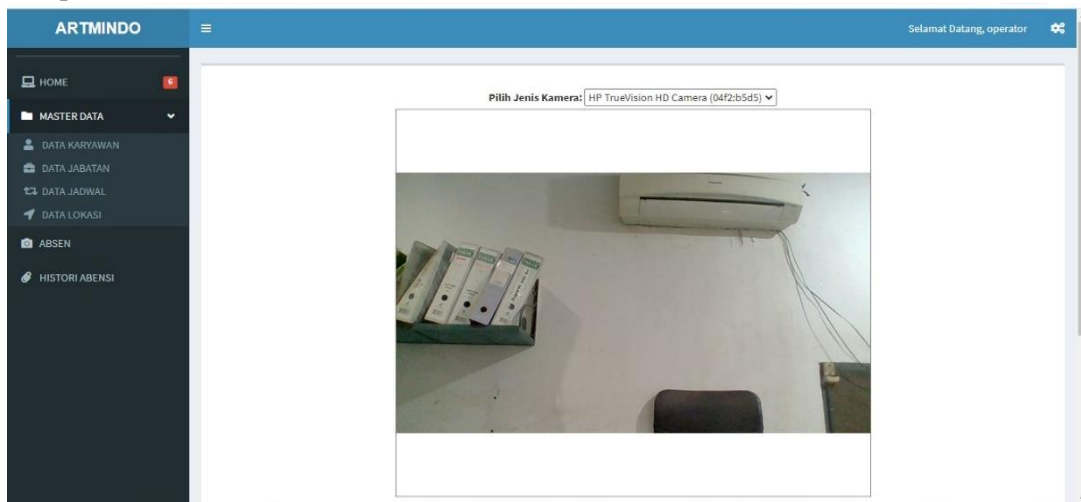 ARTMINDO
Selamat Datang, operator
HOME
6
MASTER DATA
DATA KARYAWAN
DATA JABATAN
DATA JADWAL
DATA LOKASI
ABSEN
HISTORI ABENSI
Pilih Jenis Kamera: HP TrueVision HD Camera (04f2:b5d5)